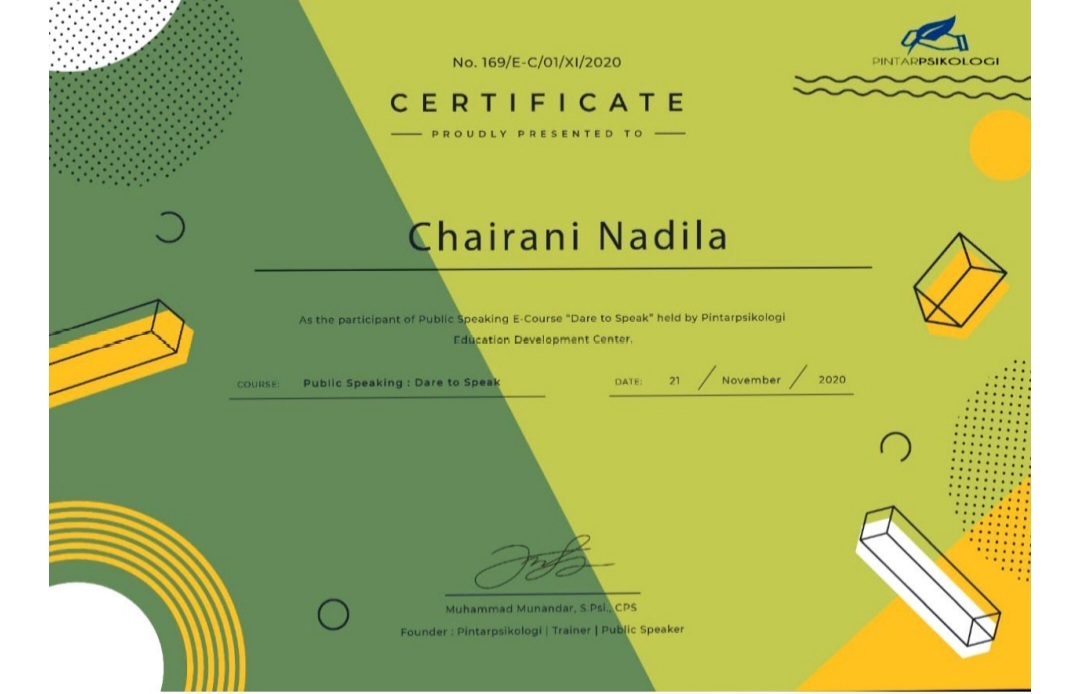 No. 169/E-C/01/XI/2020
PINTARPSIKOLOGI
CERTIFICATE
PROUDLY PRESENTED TO
Chairani Nadila
As the participant of Public Speaking E-Course "Dare to Speak" held by Pintarpsikologi
Education Development Center.
COURSE: Public Speaking : Dare to Speak
DATE: 21 / November / 2020
Muhammad Munandar, S.Psi., CPS
Founder : Pintarpsikologi | Trainer | Public Speaker